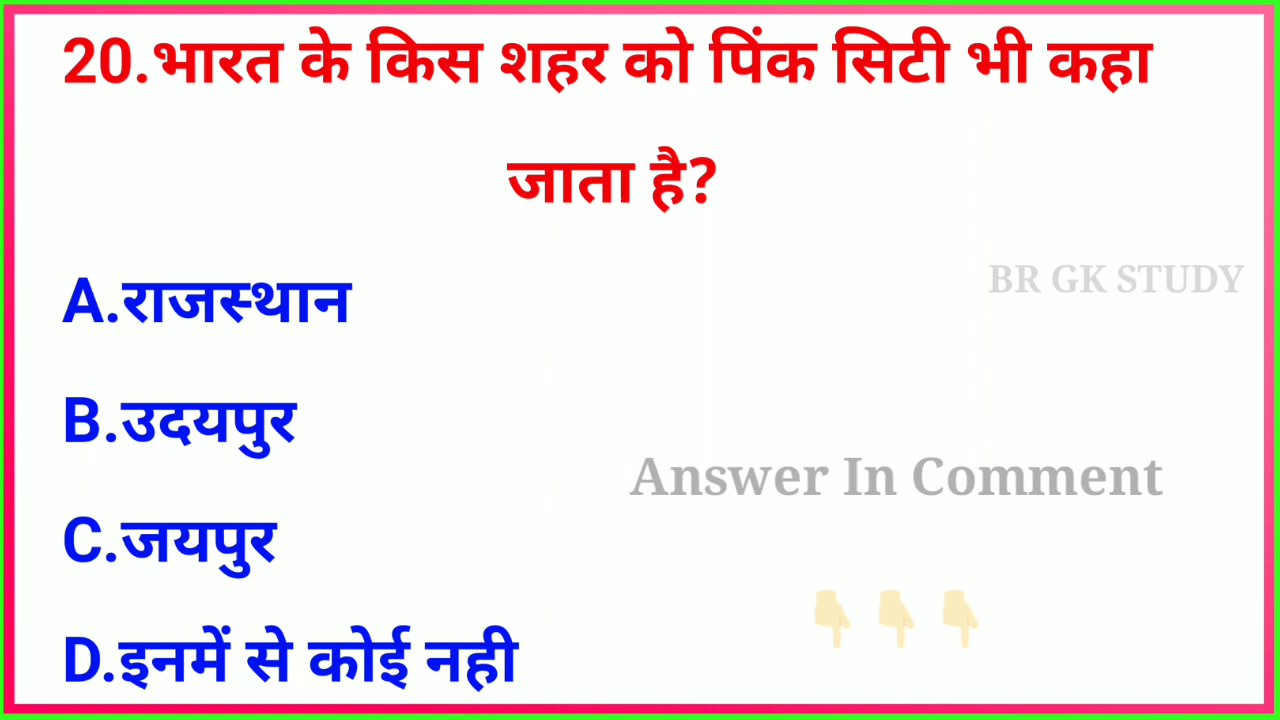 20.भारत के किस शहर को पिंक सिटी भी कहा
जाता है?
A.राजस्थान
BR GK STUDY
B.उदयपुर
Answer In Comment
C.जयपुर
D.इनमें से कोई नही